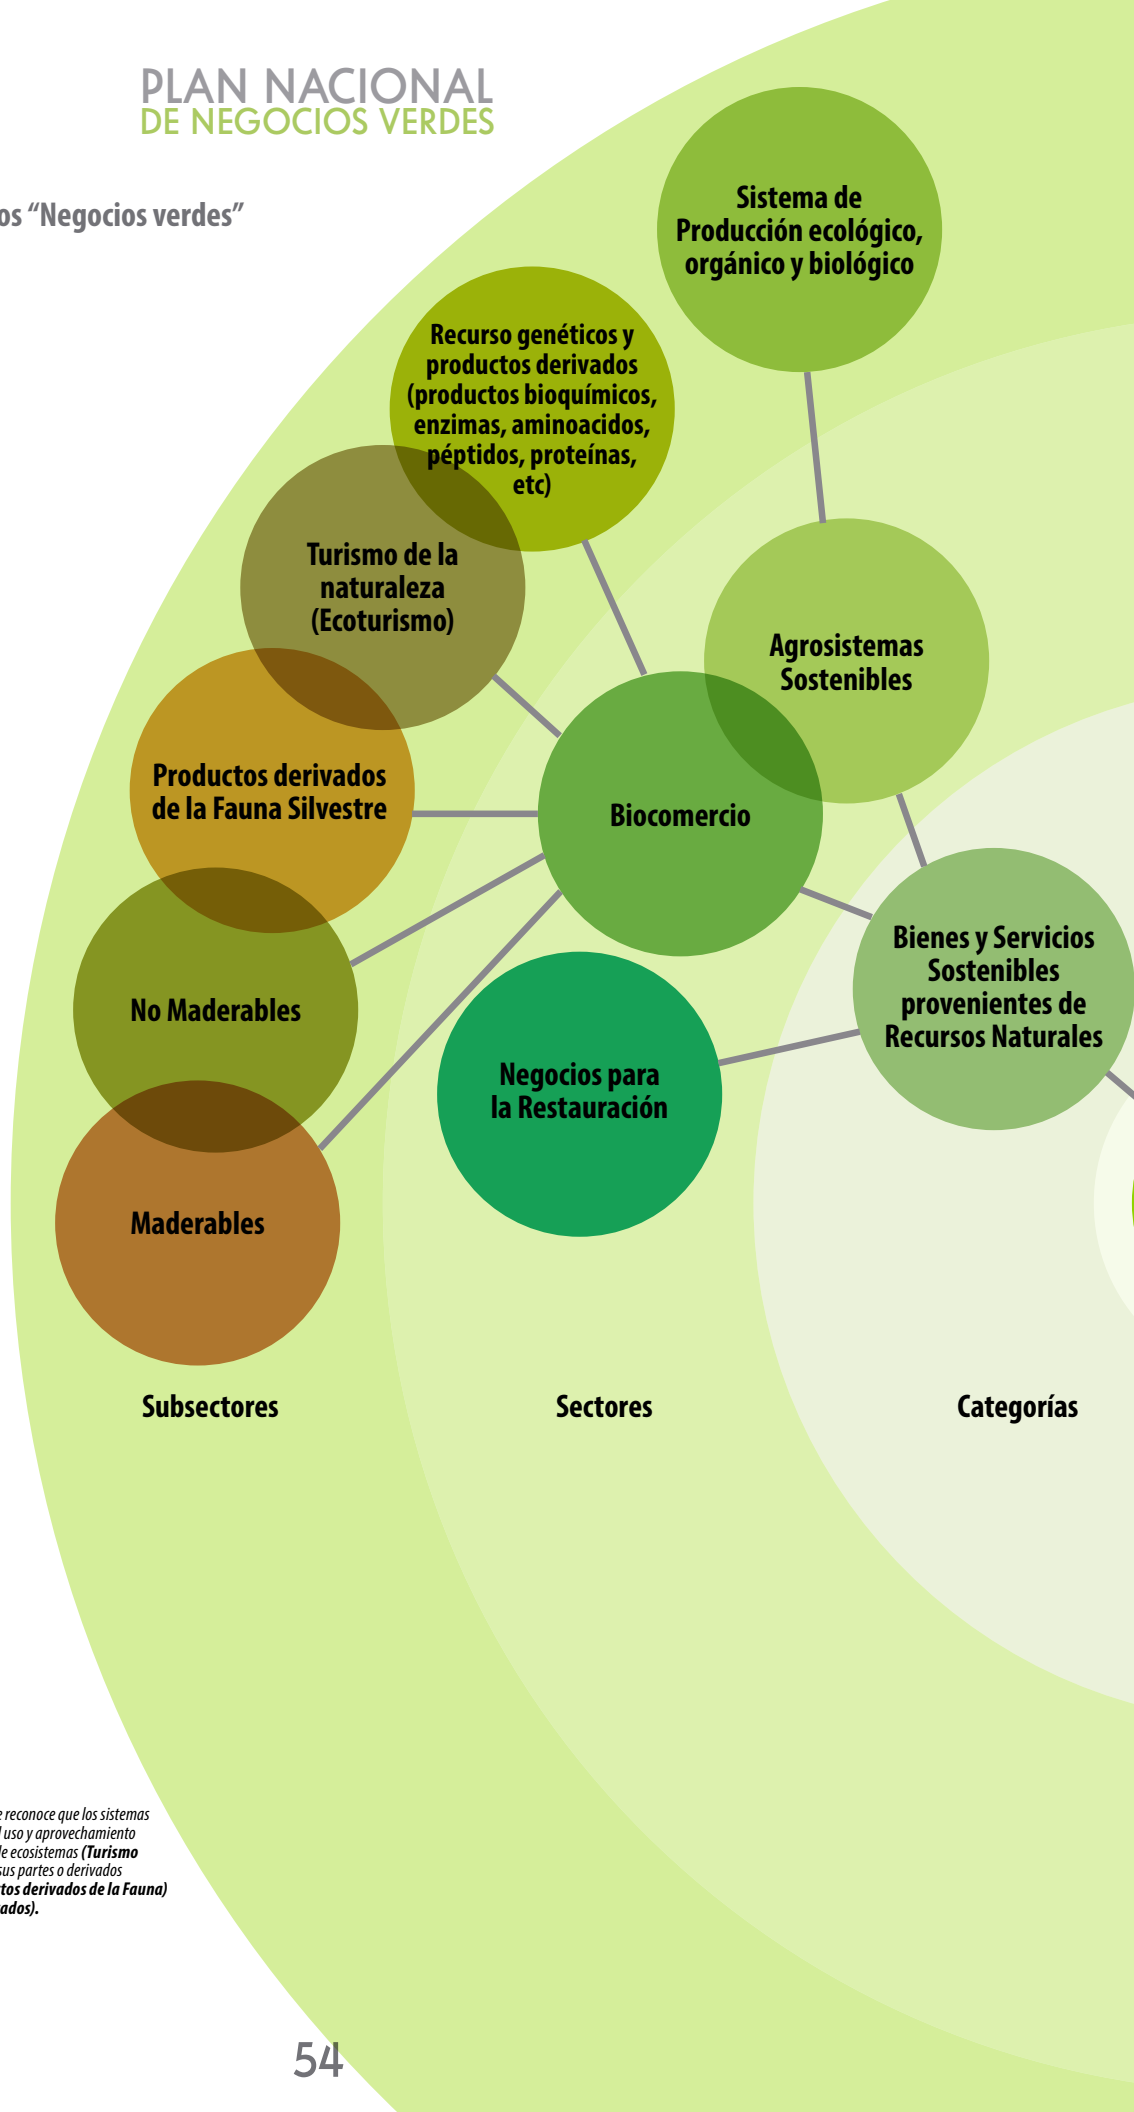 PLAN NACIONAL
DE NEGOCIOS VERDES
os “Negocios verdes”
Sistema de
Producción ecológico,
orgánico y biológico
Recurso genéticos y
productos derivados
(productos bioquímicos,
enzimas, aminoacidos,
péptidos, proteínas,
etc)
Turismo de la
naturaleza
(Ecoturismo)
Agrosistemas
Sostenibles
Productos derivados
de la Fauna Silvestre
Biocomercio
Bienes y Servicios
Sostenibles
provenientes de
Recursos Naturales
No Maderables
Negocios para
la Restauración
Maderables
Subsectores
Sectores
Categorías
e reconoce que los sistemas
l uso y aprovechamiento
de ecosistemas (Turismo
sus partes o derivados
tos derivados de la Fauna)
ados).
54